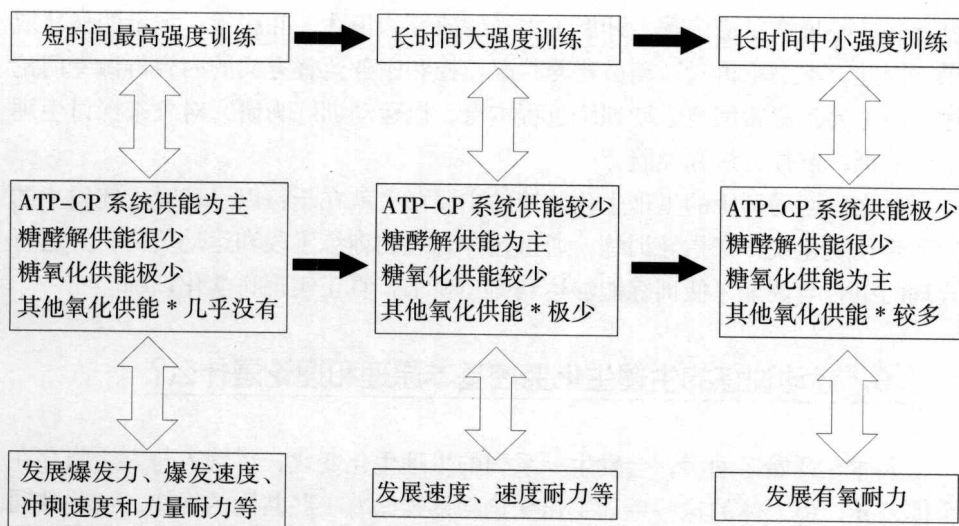 短时间最高强度训练
长时间大强度训练
长时间中小强度训练
ATP-CP 系统供能为主
糖酵解供能很少
糖氧化供能极少
其他氧化供能 * 几乎没有
ATP-CP 系统供能较少
糖酵解供能为主
糖氧化供能较少
其他氧化供能 * 极少
ATP-CP 系统供能极少
糖酵解供能很少
糖氧化供能为主
其他氧化供能 * 较多
发展爆发力、爆发速度、
冲刺速度和力量耐力等
发展速度、速度耐力等
发展有氧耐力